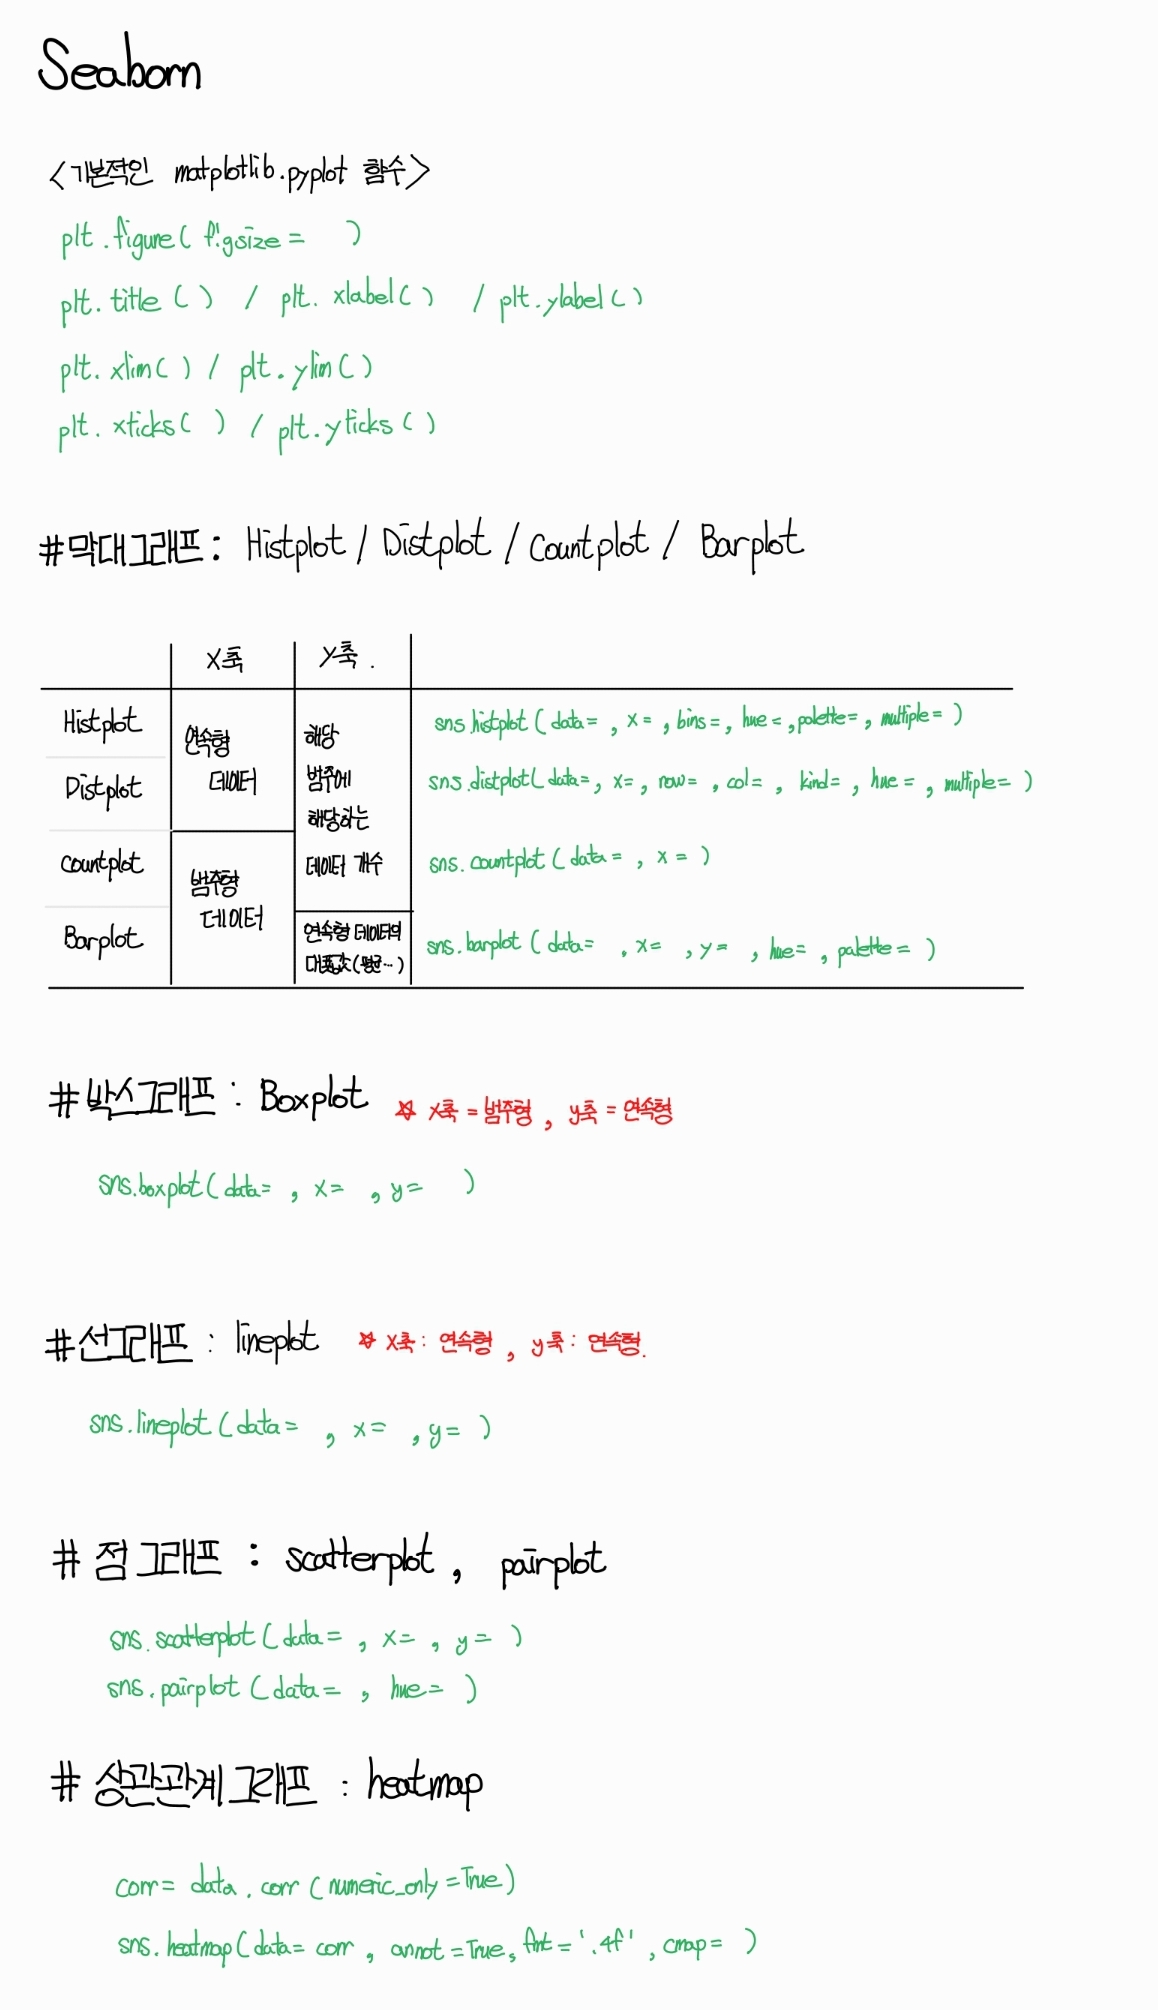 Seaborn
<기본적인 matplotlib.pyplot 함수>
plt.figure( figsize = )
plt.title ( ) / plt.xlabel( ) / plt.ylabel( )
plt.xlim( ) / plt.ylim( )
plt.xticks( ) / plt.yticks ( )
#막대그래프 : Histplot / Distplot / Countplot / Barplot
X축 Y축.
Histplot
Distplot
Countplot
Barplot
연속형
데이터
범주형
데이터
해당
범주에
해당하는
데이터 개수
연속형 데이터의
대푯값(평균…)
sns.histplot ( data= , x= , bins= , hue= , palette= , multiple= )
sns.distplot( data= , x= , row= , col= , kind= , hue= , multiple= )
sns.countplot ( data= , x= )
sns.barplot ( data= , x= , y= , hue= , palette= )
#박스그래프 : Boxplot ☆ X축 = 범주형 , y축 = 연속형
sns.boxplot( data= , x= , y= )
#선그래프 : lineplot ☆ X축 : 연속형 , y축 : 연속형.
sns.lineplot ( data= , x= , y= )
# 점그래프 : scatterplot , pairplot
sns.scatterplot ( data= , x= , y= )
sns.pairplot ( data= , hue= )
# 상관관계그래프 : heatmap
corr= data.corr ( numeric_only =True )
sns.heatmap( data= corr , annot =True, fmt = '.4f' , cmap= )